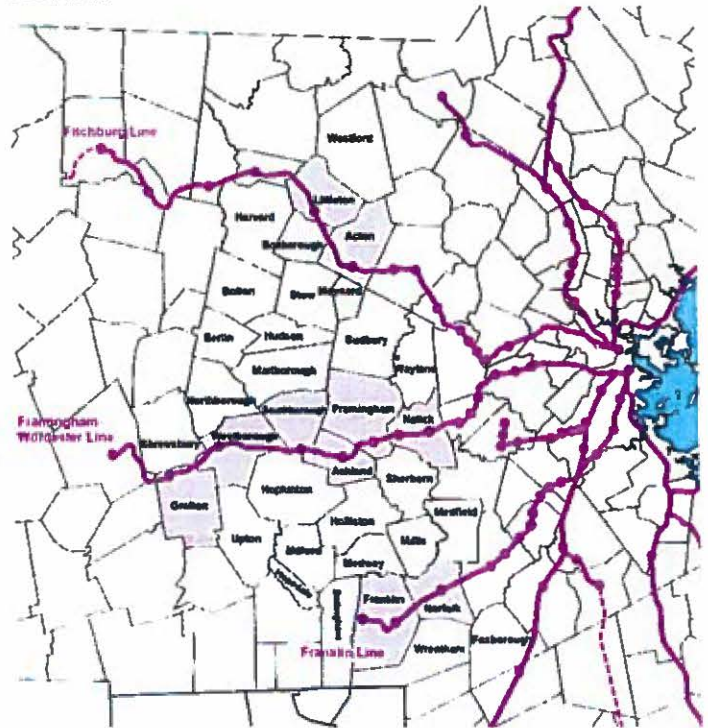 Fitchburg Line
Westford
Littleton
Harvard
Boxborough
Acton
Bolton
Stow
Maynard
Berlin
Hudson
Sudbury
Marlborough
Wayland
Northborough
Southborough
Framingham
Natick
Framingham
Worcester Line
Shrewsbury
Westborough
Ashland
Sherborn
Grafton
Hopkinton
Holliston
Medfield
Upton
Milford
Millis
Medway
Hopedale
Bellingham
Franklin
Norfolk
Franklin Line
Wrentham
Foxborough